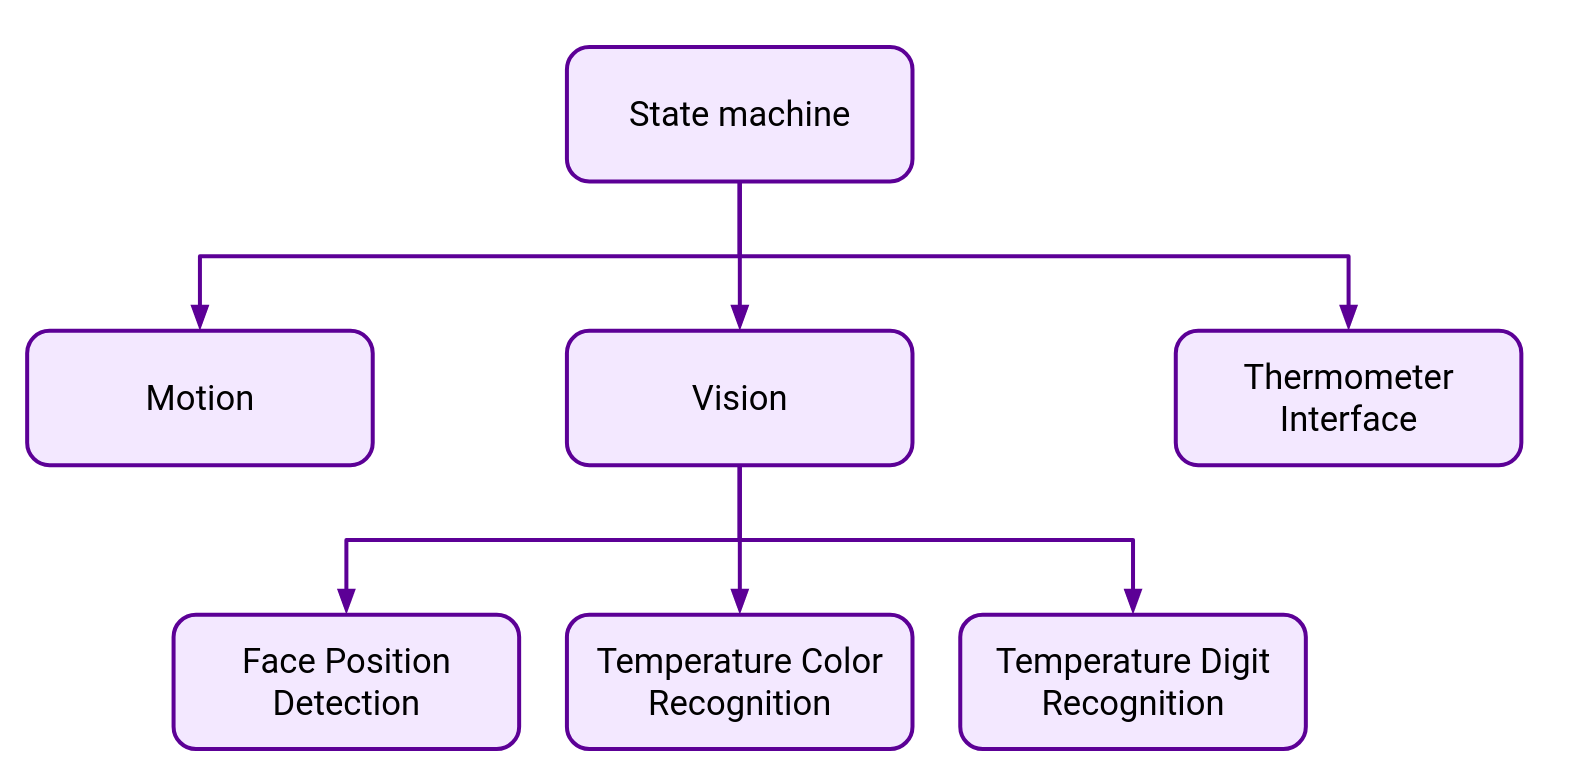 State machine
Motion
Vision
Thermometer
Interface
Face Position
Detection
Temperature Color
Recognition
Temperature Digit
Recognition